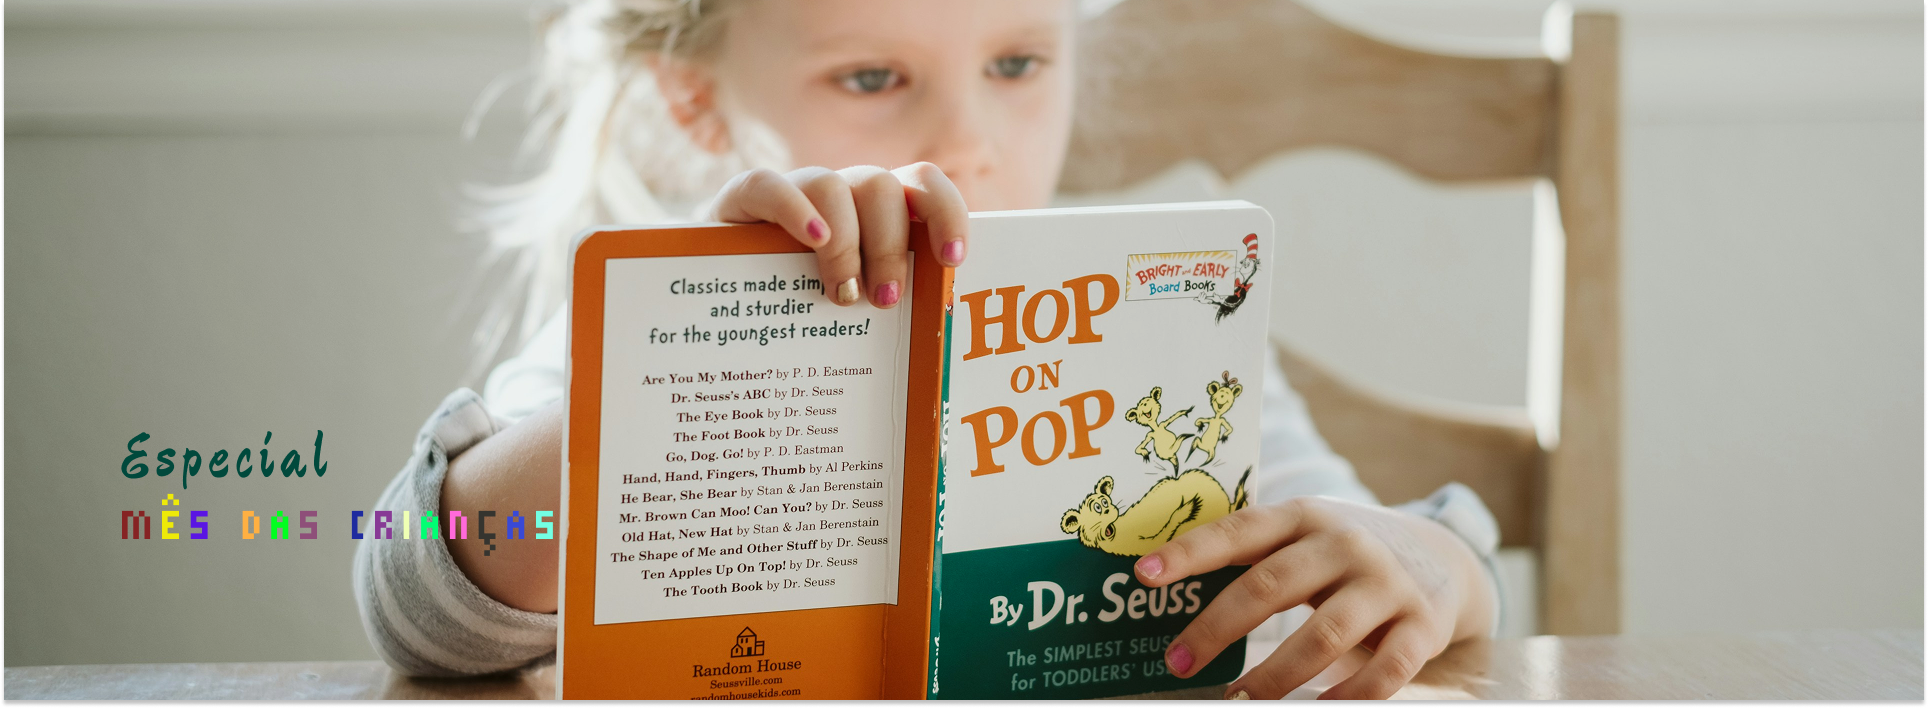 Especial
MÊS DAS CRIANÇAS
Classics made
and sturdier
for the youngest readers!
Are You My Mother? by P. D. Eastman
Dr. Seuss's ABC by Dr. Seuss
The Eye Book by Dr. Seuss
The Foot Book by Dr. Seuss
Go, Dog. Go! by P. D. Eastman
Hand, Hand, Fingers, Thumb by Al Perkins
He Bear, She Bear by Stan & Jan Berenstain
Mr. Brown Can Moo! Can You? by Dr. Seuss
Old Hat, New Hat by Stan & Jan Berenstain
The Shape of Me and Other Stuff by Dr. Seuss
Ten Apples Up On Top! by Dr. Seuss
The Tooth Book by Dr. Seuss
Random House
Seussville.com
randomhousekids.com
BRIGHT and EARLY
Board Books
HOP
ON
POP
By Dr. Seuss
The SIMPLEST
for TODDLERS'